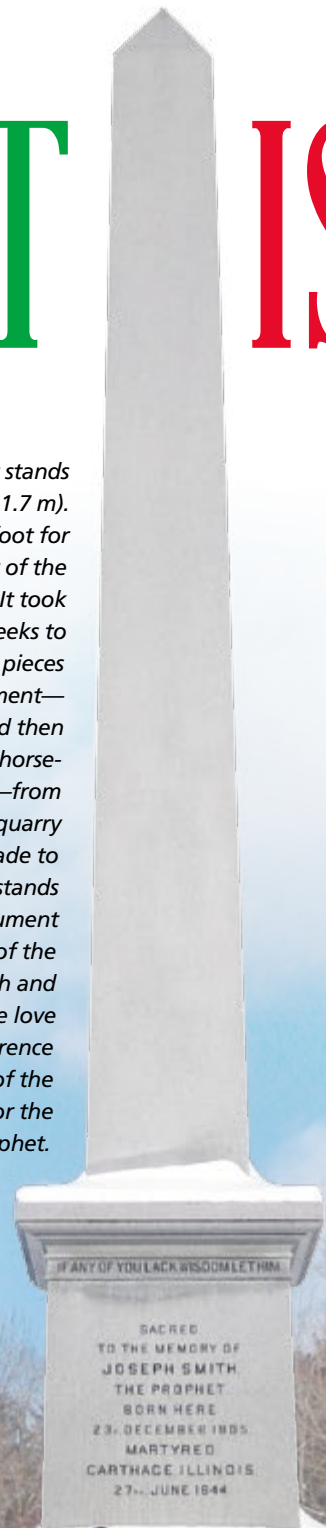 T IS
stands
1.7 m).
oot for
of the
It took
eeks to
pieces
ment—
d then
horse-
–from
quarry
ade to
stands
ument
of the
h and
e love
rence
of the
or the
phet.
IF ANY OF YOU LACK WISDOM LET HIM
SACRED
TO THE MEMORY OF
JOSEPH SMITH
THE PROPHET
BORN HERE
23RD DECEMBER 1805
MARTYRED
CARTHAGE ILLINOIS
27TH JUNE 1844